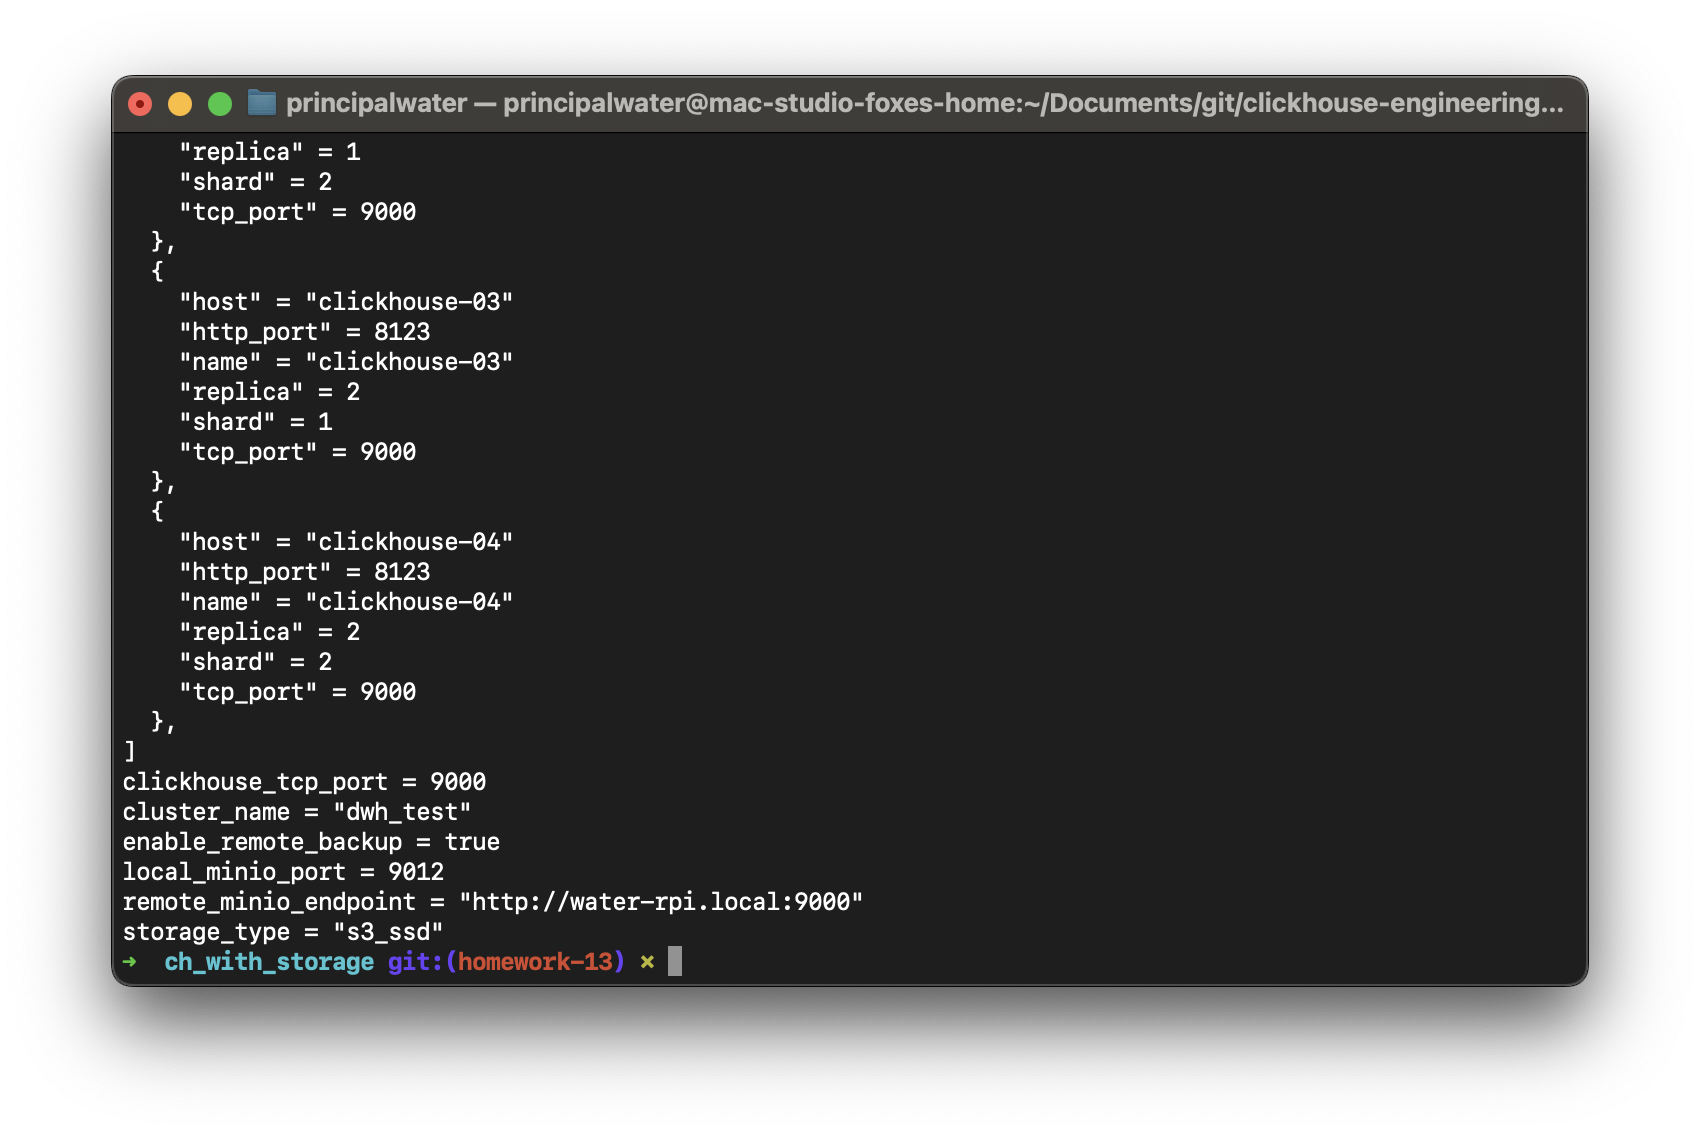 principalwater — principalwater@mac-studio-foxes-home:~/Documents/git/clickhouse-engineering...
    "replica" = 1
    "shard" = 2
    "tcp_port" = 9000
  },
  {
    "host" = "clickhouse-03"
    "http_port" = 8123
    "name" = "clickhouse-03"
    "replica" = 2
    "shard" = 1
    "tcp_port" = 9000
  },
  {
    "host" = "clickhouse-04"
    "http_port" = 8123
    "name" = "clickhouse-04"
    "replica" = 2
    "shard" = 2
    "tcp_port" = 9000
  },
]
clickhouse_tcp_port = 9000
cluster_name = "dwh_test"
enable_remote_backup = true
local_minio_port = 9012
remote_minio_endpoint = "http://water-rpi.local:9000"
storage_type = "s3_ssd"
→  ch_with_storage git:(homework-13) ×